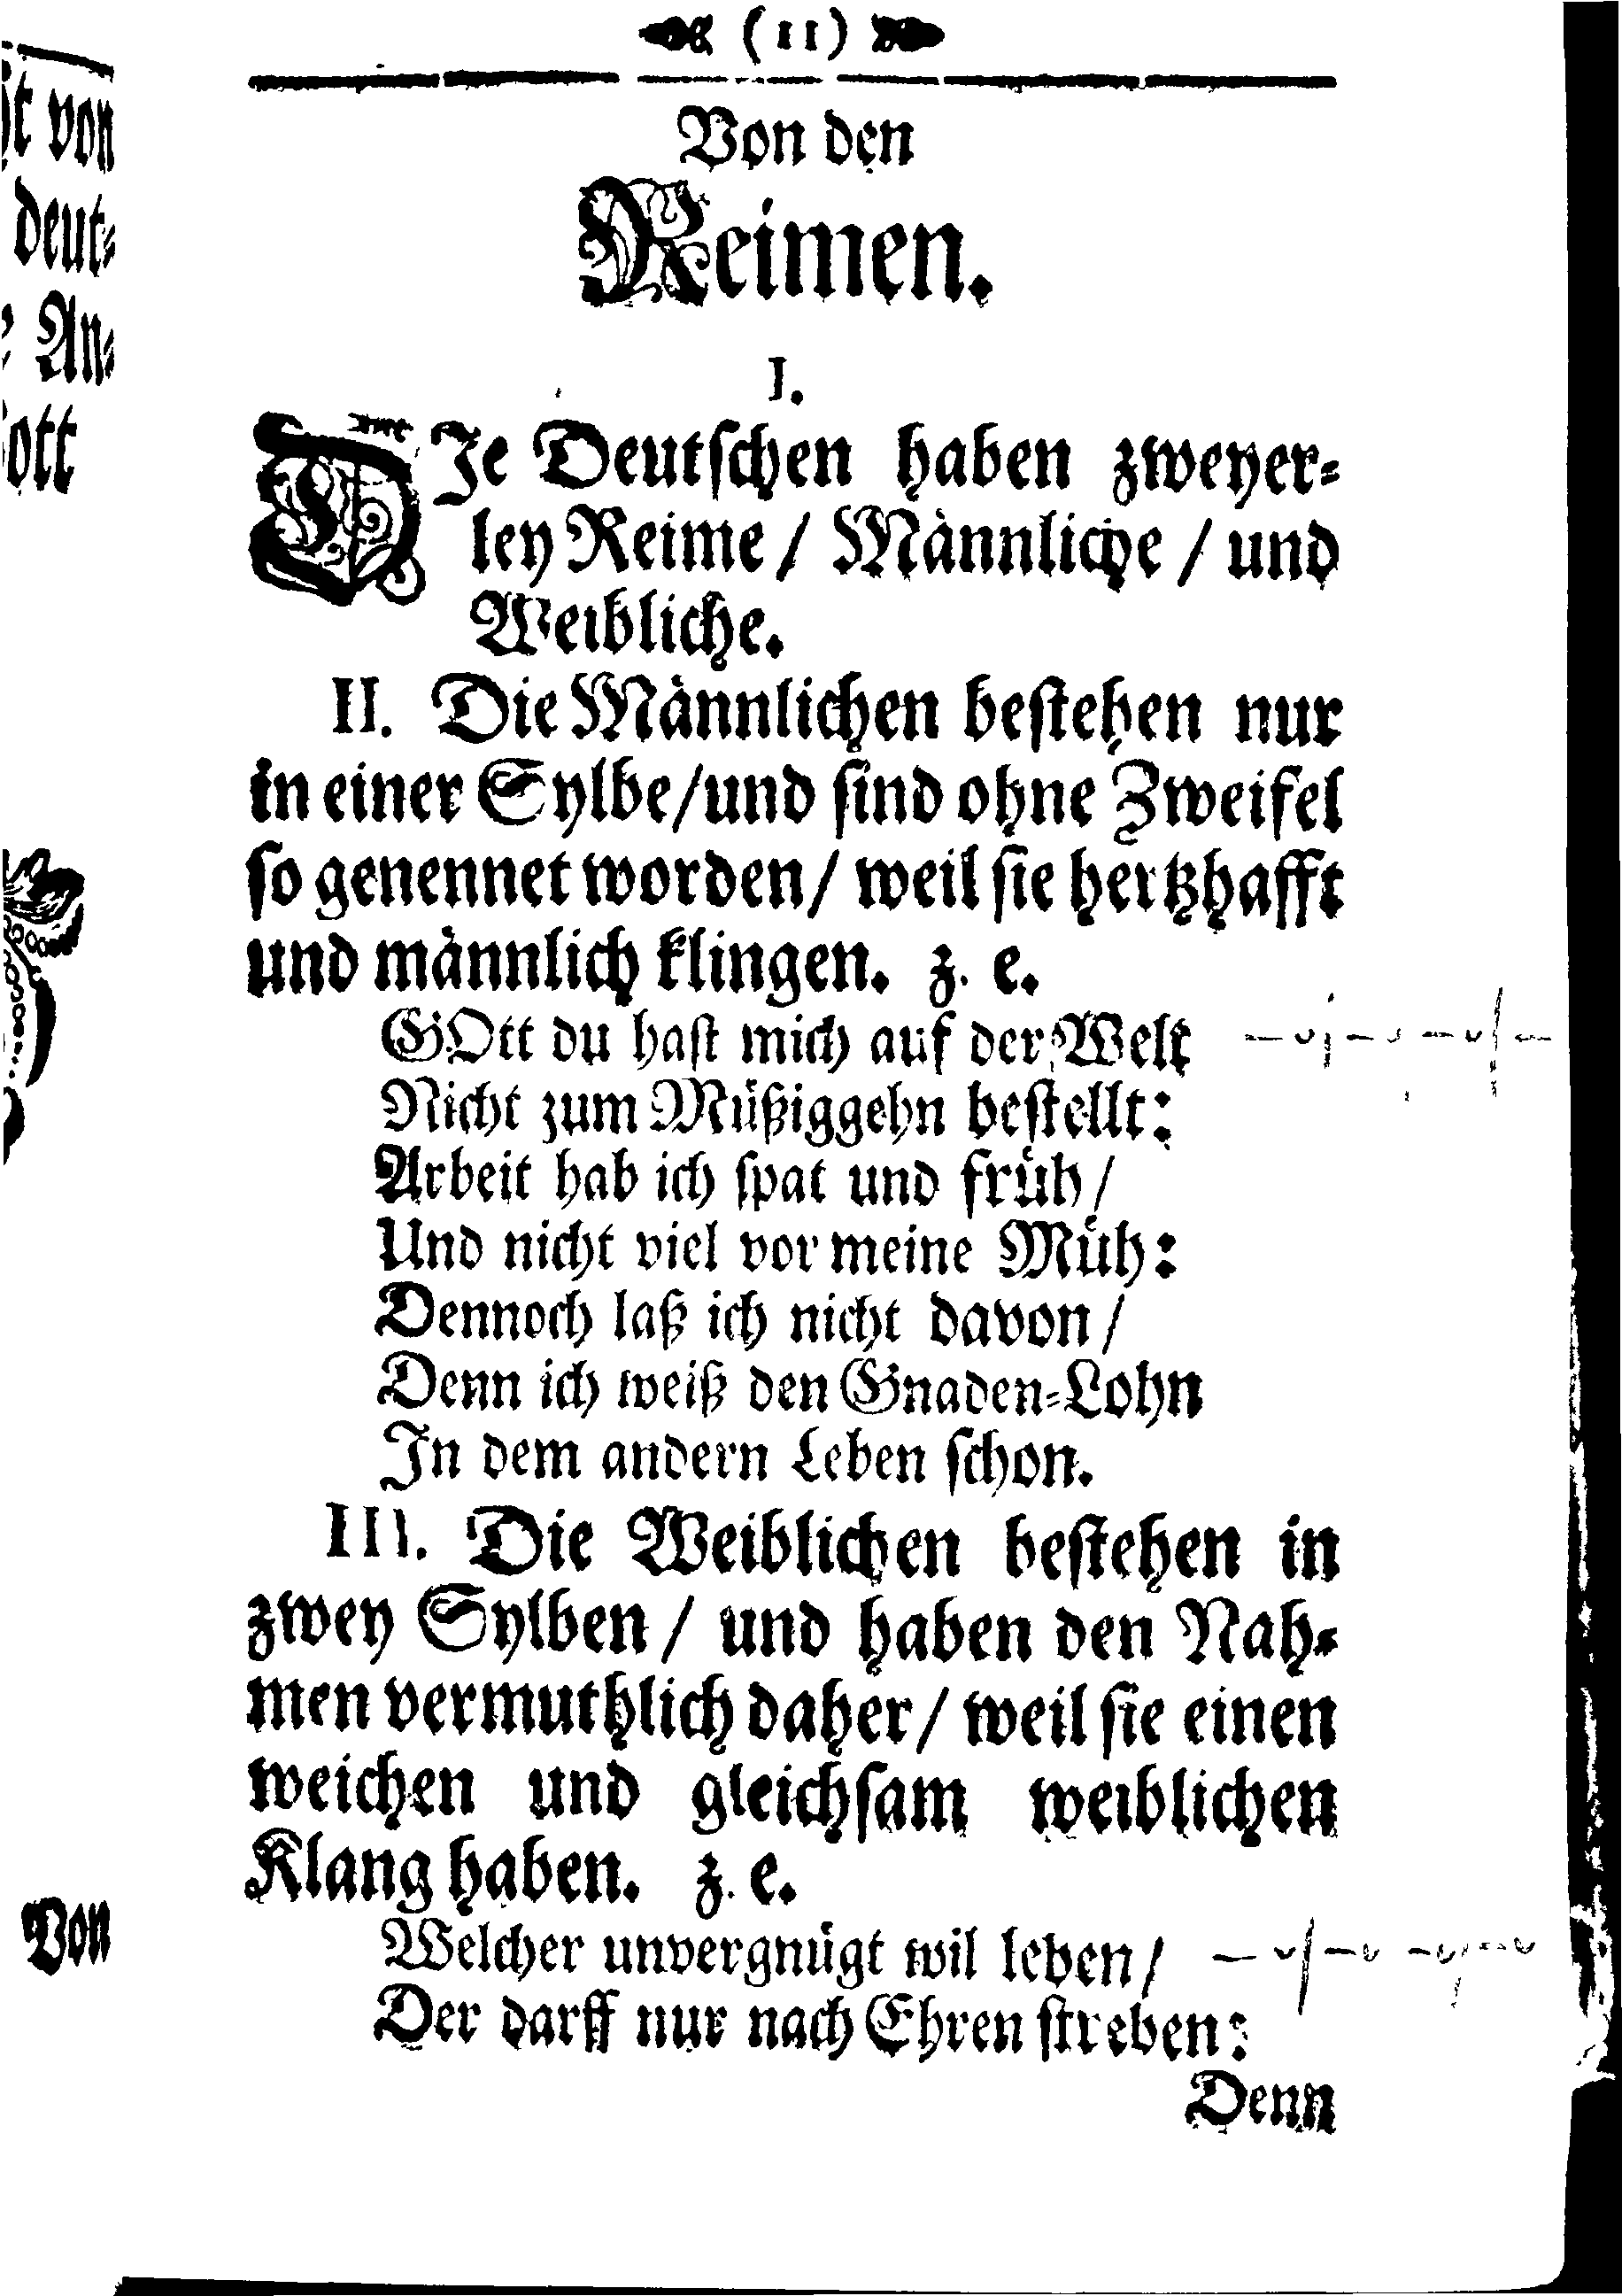 (11)
Von den
Reimen.
I.
DIe Deutschen haben zweyer-
ley Reime / Männliche / und
Weibliche.
II. Die Männlichen bestehen nur
in einer Sylbe/und sind ohne Zweifel
so genennet worden/ weil sie hertzhafft
und männlich klingen. z. e.
GOtt du hast mich auf der Welt
Nicht zum Müßiggehn bestellt:
Arbeit hab ich spat und früh/
Und nicht viel vor meine Müh:
Dennoch laß ich nicht davon/
Denn ich weiß den Gnaden-Lohn
In dem andern Leben schon.
III. Die Weiblichen bestehen in
zwey Sylben/ und haben den Nah-
men vermuthlich daher/ weil sie einen
weichen und gleichsam weiblichen
Klang haben. z. e.
Welcher unvergnügt wil leben/
Der darff nur nach Ehren streben:
Denn
von
deut-
An-
Von